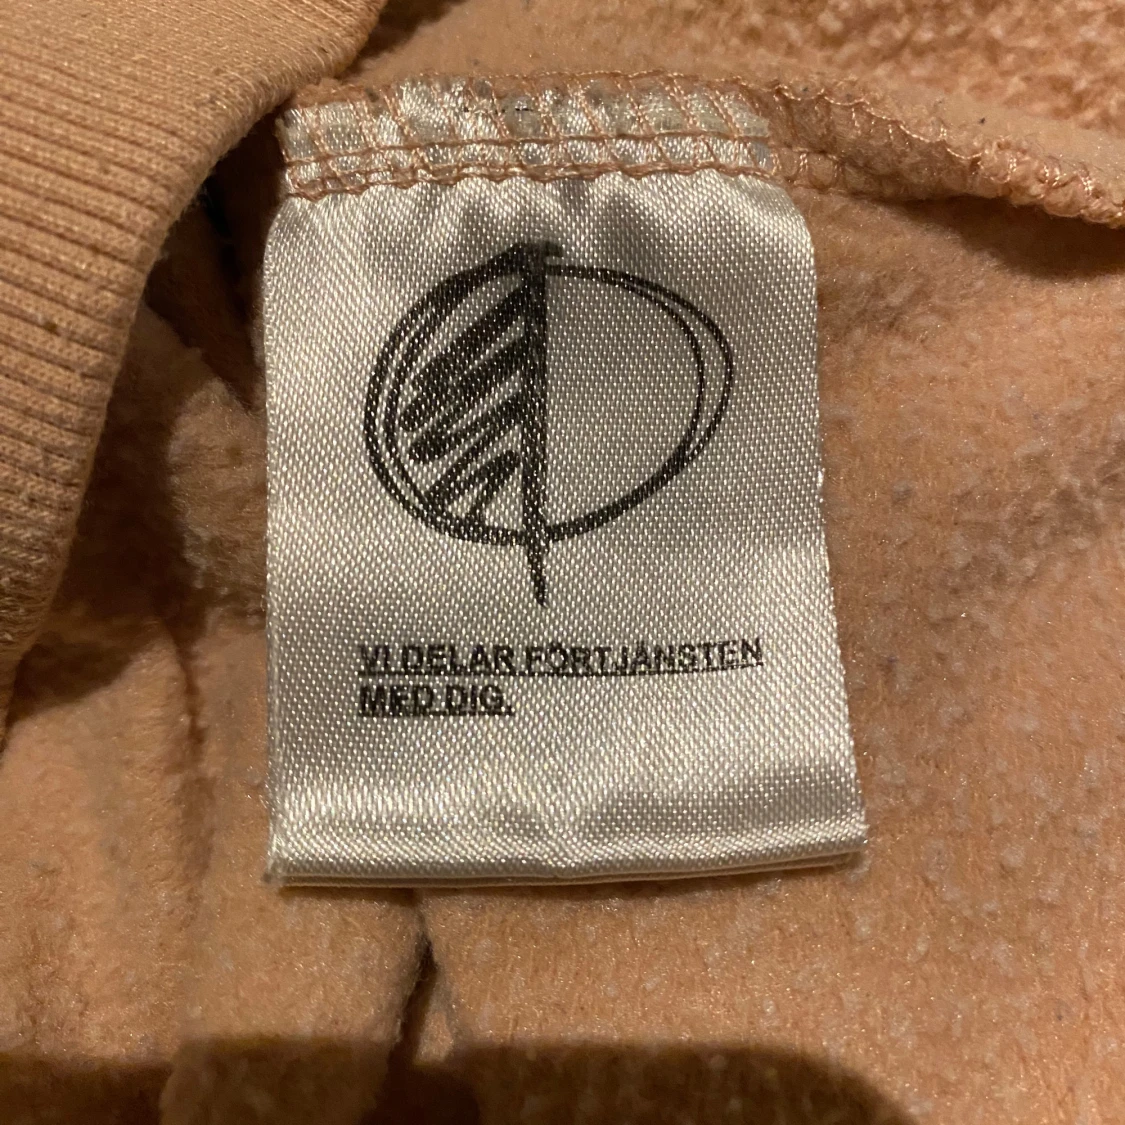 VI DELAR FÖRTJÄNSTEN
MED DIG.